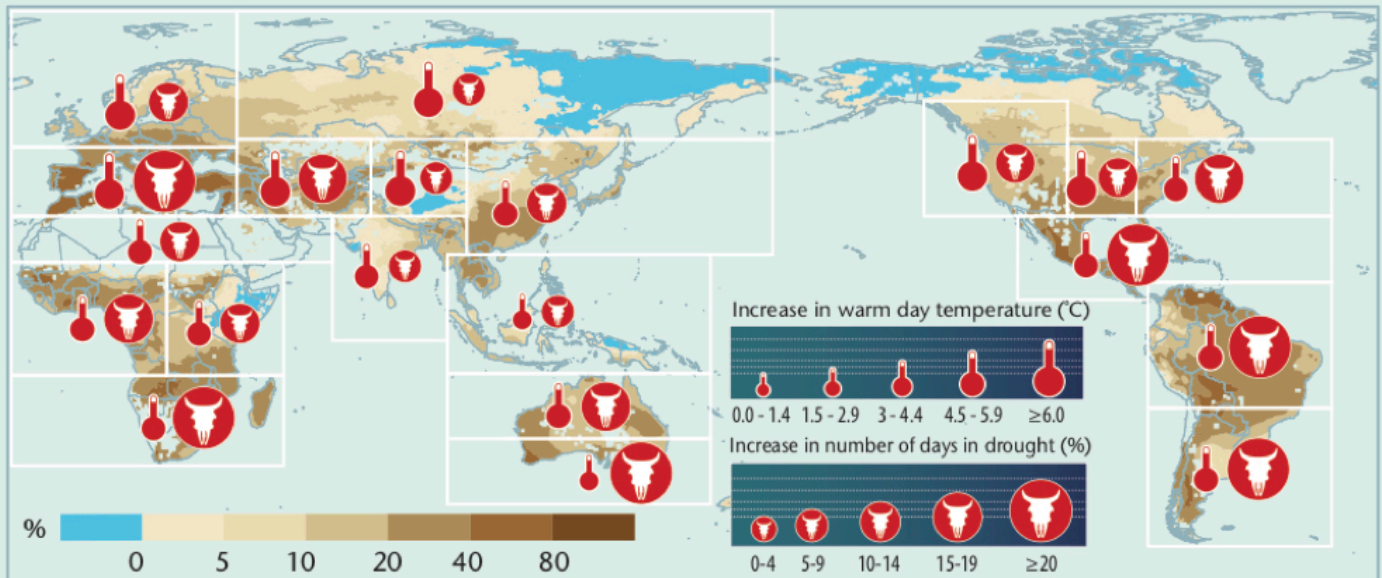 Increase in warm day temperature (°C)
0.0 - 1.4 1.5 - 2.9 3 - 4.4 4.5 - 5.9 ≥6.0
Increase in number of days in drought (%)
0-4 5-9 10-14 15-19 ≥20
%
0 5 10 20 40 80